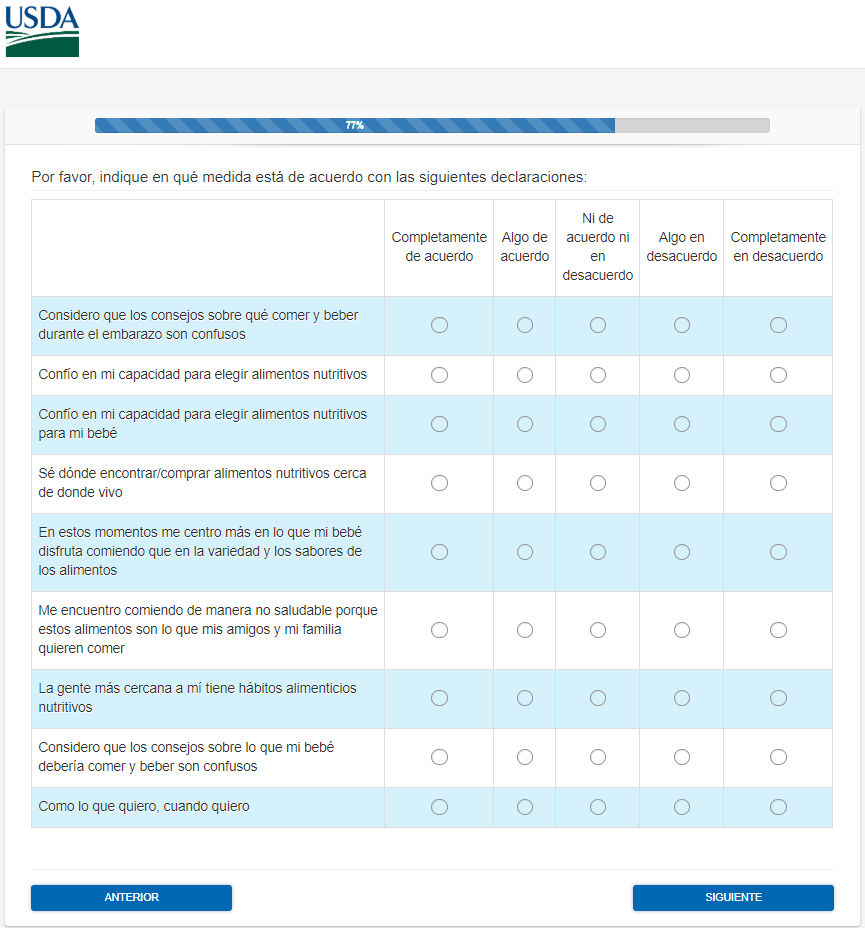 USDA
77%
Por favor, indique en qué medida está de acuerdo con las siguientes declaraciones:
Completamente
de acuerdo
Algo de
acuerdo
Ni de
acuerdo ni
en
desacuerdo
Algo en
desacuerdo
Completamente
en desacuerdo
Considero que los consejos sobre qué comer y beber
durante el embarazo son confusos
Confío en mi capacidad para elegir alimentos nutritivos
Confío en mi capacidad para elegir alimentos nutritivos
para mi bebé
Sé dónde encontrar/comprar alimentos nutritivos cerca
de donde vivo
En estos momentos me centro más en lo que mi bebé
disfruta comiendo que en la variedad y los sabores de
los alimentos
Me encuentro comiendo de manera no saludable porque
estos alimentos son lo que mis amigos y mi familia
quieren comer
La gente más cercana a mí tiene hábitos alimenticios
nutritivos
Considero que los consejos sobre lo que mi bebé
debería comer y beber son confusos
Como lo que quiero, cuando quiero
ANTERIOR
SIGUIENTE